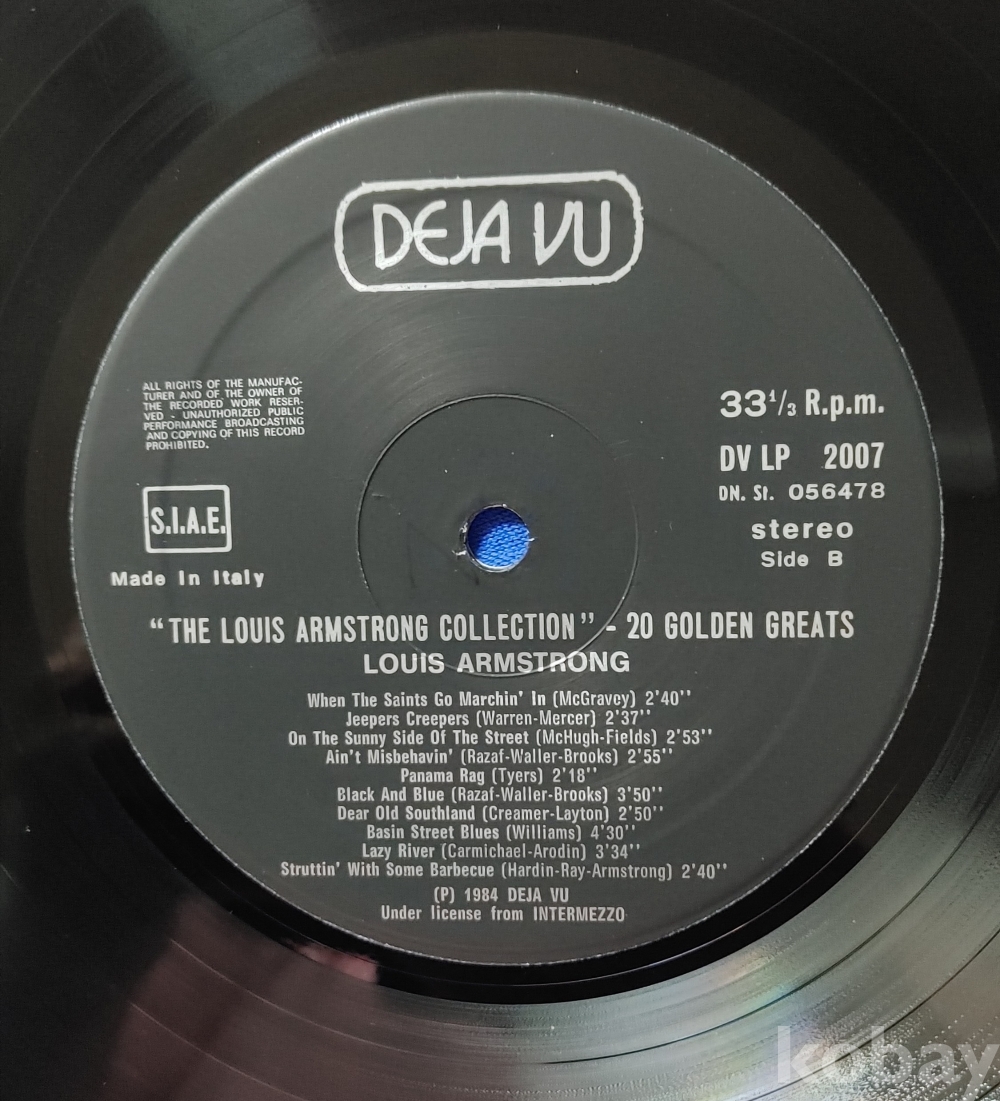 DEJA VU
ALL RIGHTS OF THE MANUFAC-
TURER AND OF THE OWNER OF
THE RECORDED WORK RESER-
VED - UNAUTHORIZED PUBLIC
PERFORMANCE BROADCASTING
AND COPYING OF THIS RECORD
PROHIBITED.
S.I.A.E.
Made In Italy
33 1/3 R.p.m.
DV LP 2007
DN. St. 056478
stereo
Side B
“THE LOUIS ARMSTRONG COLLECTION” - 20 GOLDEN GREATS
LOUIS ARMSTRONG
When The Saints Go Marchin' In (McGravey) 2'40''
Jeepers Creepers (Warren-Mercer) 2'37''
On The Sunny Side Of The Street (McHugh-Fields) 2'53''
Ain't Misbehavin' (Razaf-Waller-Brooks) 2'55''
Panama Rag (Tyers) 2'18''
Black And Blue (Razaf-Waller-Brooks) 3'50''
Dear Old Southland (Creamer-Layton) 2'50''
Basin Street Blues (Williams) 4'30''
Lazy River (Carmichael-Arodin) 3'34''
Struttin' With Some Barbecue (Hardin-Ray-Armstrong) 2'40''
(P) 1984 DEJA VU
Under license from INTERMEZZO
kobay